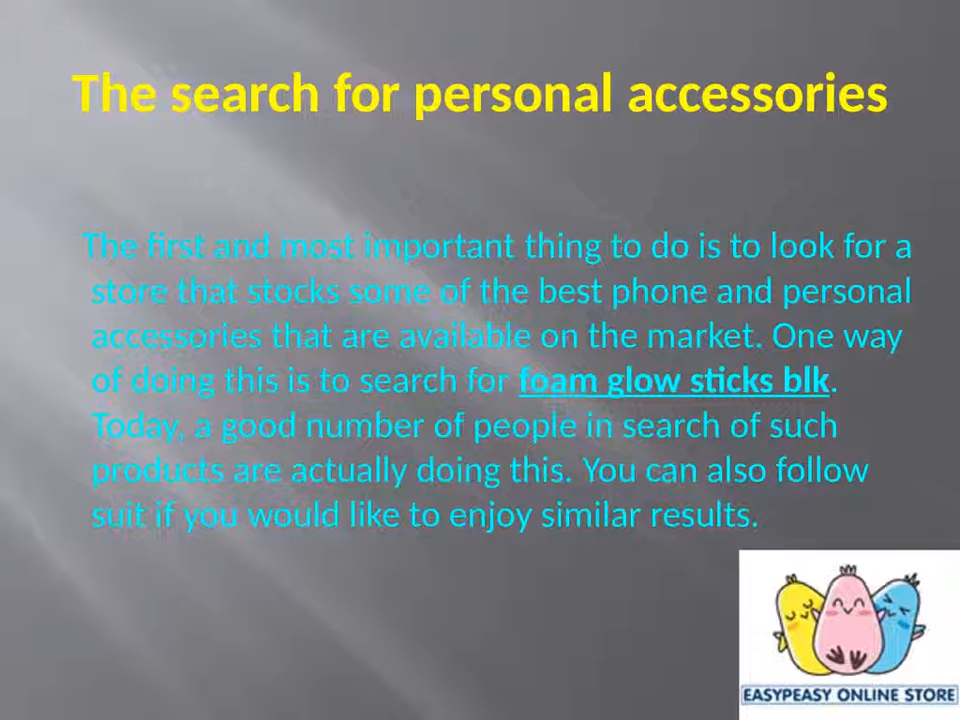 The search for personal accessories
The first and most important thing to do is to look for a
store that stocks some of the best phone and personal
accessories that are available on the market. One way
of doing this is to search for foam glow sticks blk.
Today, a good number of people in search of such
products are actually doing this. You can also follow
suit if you would like to enjoy similar results.
EASYPEASY ONLINE STORE